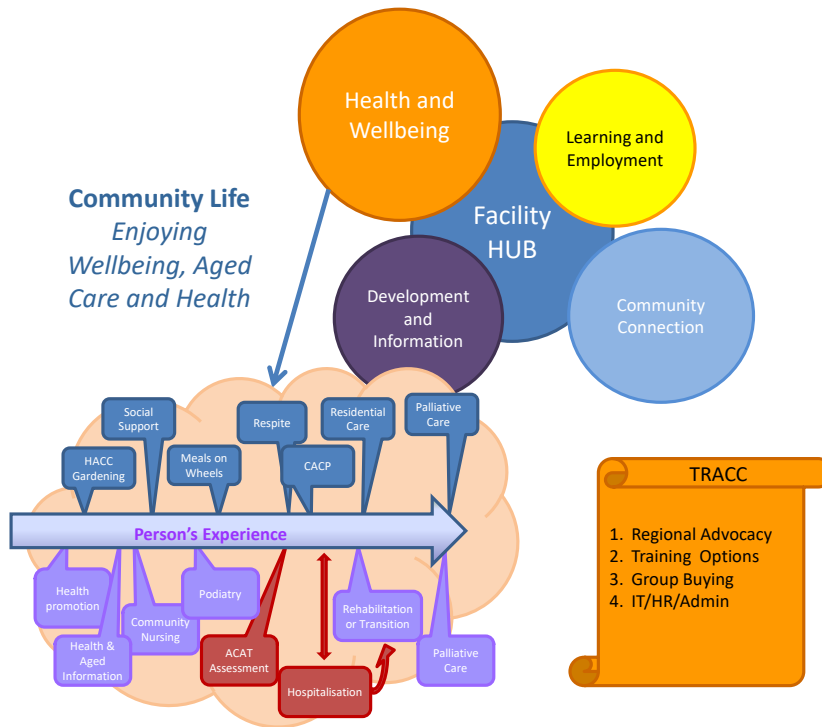 Health and
Wellbeing
Learning and
Employment
Facility
HUB
Community Life
Enjoying
Wellbeing, Aged
Care and Health
Development
and
Information
Community
Connection
Social
Support
Respite
Residential
Care
Palliative
Care
HACC
Gardening
Meals on
Wheels
CACP
Person's Experience
Health
promotion
Podiatry
Community
Nursing
Rehabilitation
or Transition
Health &
Aged
Information
ACAT
Assessment
Palliative
Care
Hospitalisation
TRACC
1. Regional Advocacy
2. Training Options
3. Group Buying
4. IT/HR/Admin